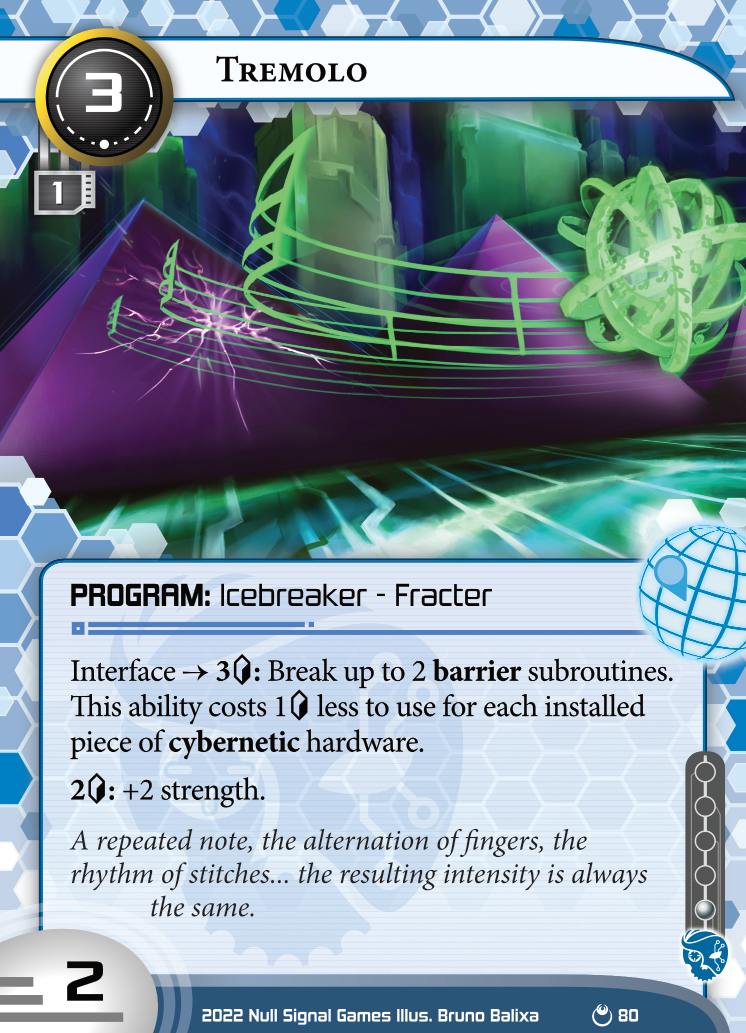 Tremolo
3
1
PROGRAM: Icebreaker - Fracter
Interface → 3: Break up to 2 barrier subroutines.
This ability costs 1 less to use for each installed
piece of cybernetic hardware.
2: +2 strength.
A repeated note, the alternation of fingers, the
rhythm of stitches... the resulting intensity is always
the same.
2
2022 Null Signal Games Illus. Bruno Balixa
80